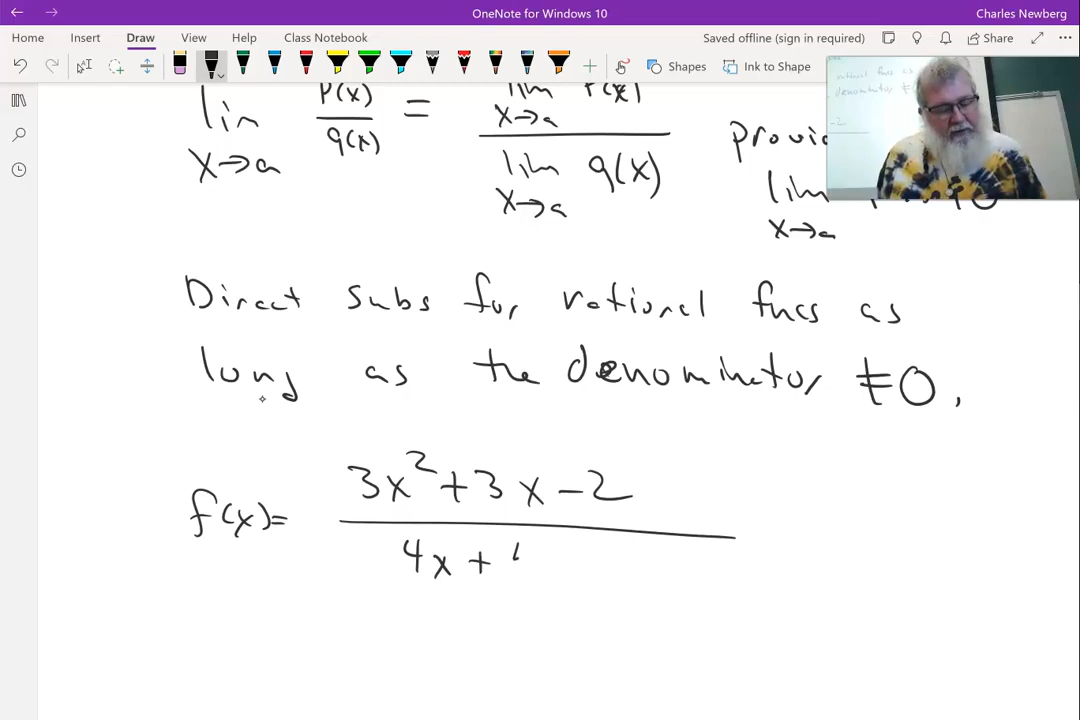 OneNote for Windows 10
Charles Newberg
Home Insert Draw View Help Class Notebook
Saved offline (sign in required) Share
Shapes Ink to Shape
lim p(x)/q(x) = lim p(x)
x→a x→a
lim q(x)
x→a
lim
x→a
Direct subs for rational fncs as
long as the denominator ≠0.
f(x)= 3x²+3x-2
4x +